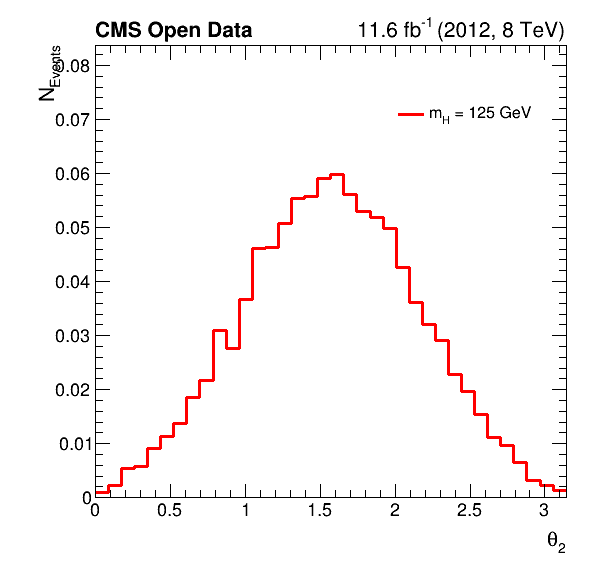 CMS Open Data 11.6 fb⁻¹ (2012, 8 TeV)
N_Events
0.08
0.07
0.06
0.05
0.04
0.03
0.02
0.01
0
m_H = 125 GeV
0 0.5 1 1.5 2 2.5 3
θ₂